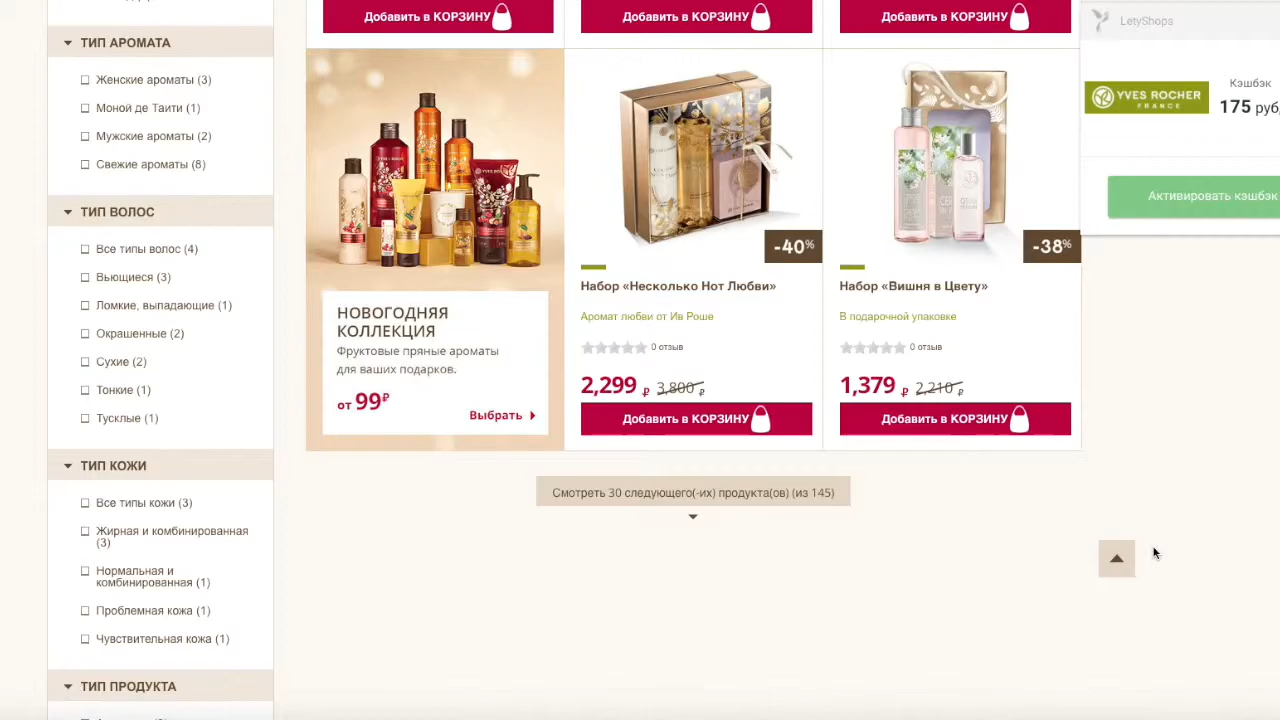 Добавить в КОРЗИНУ
Добавить в КОРЗИНУ
Добавить в КОРЗИНУ
LetyShops
YVES ROCHER
FRANCE
Кэшбэк
175 руб
Активировать кэшбэк
ТИП АРОМАТА
Женские ароматы (3)
Моной де Таити (1)
Мужские ароматы (2)
Свежие ароматы (8)
ТИП ВОЛОС
Все типы волос (4)
Вьющиеся (3)
Ломкие, выпадающие (1)
Окрашенные (2)
Сухие (2)
Тонкие (1)
Тусклые (1)
ТИП КОЖИ
Все типы кожи (3)
Жирная и комбинированная
(3)
Нормальная и
комбинированная (1)
Проблемная кожа (1)
Чувствительная кожа (1)
ТИП ПРОДУКТА
НОВОГОДНЯЯ
КОЛЛЕКЦИЯ
Фруктовые пряные ароматы
для ваших подарков.
от 99₽
Выбрать
-40%
Набор «Несколько Нот Любви»
Аромат любви от Ив Роше
0 отзыв
2,299 ₽ 3,800 ₽
Добавить в КОРЗИНУ
-38%
Набор «Вишня в Цвету»
В подарочной упаковке
0 отзыв
1,379 ₽ 2,210 ₽
Добавить в КОРЗИНУ
Смотреть 30 следующего(-их) продукта(ов) (из 145)